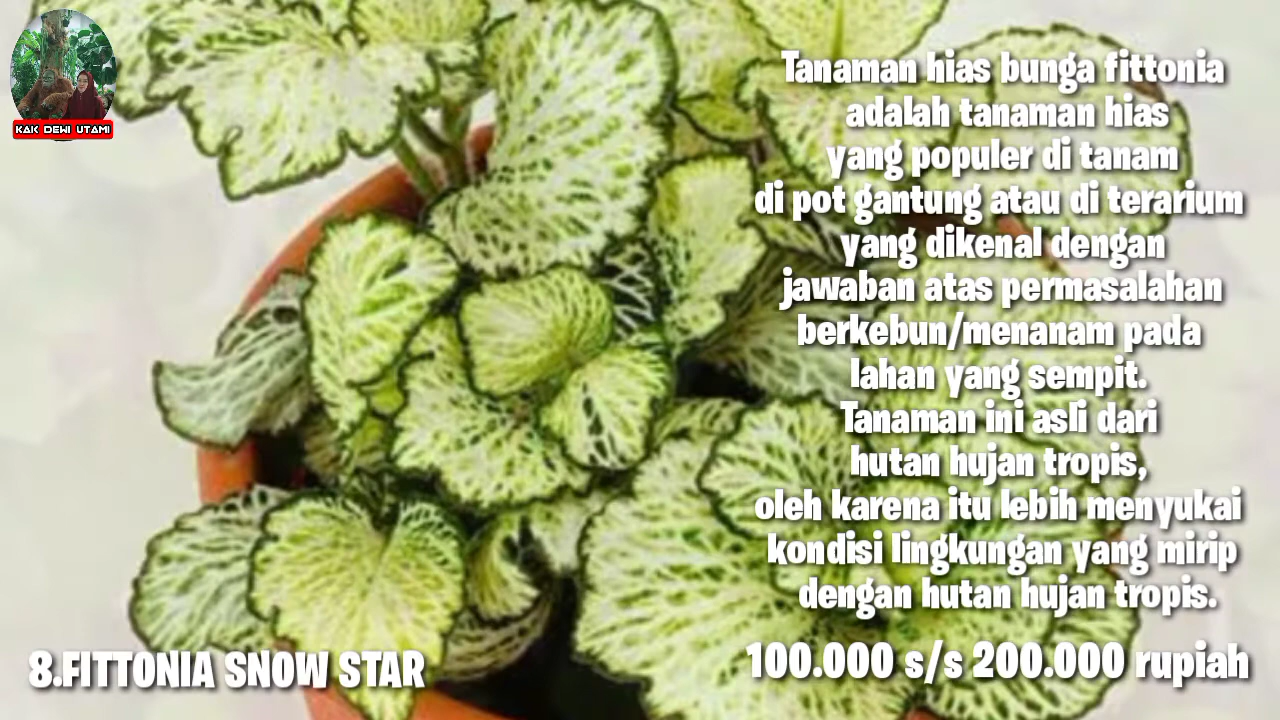 KAK DEWI UTAMI
Tanaman hias bunga fittonia
adalah tanaman hias
yang populer di tanam
di pot gantung atau di terarium
yang dikenal dengan
jawaban atas permasalahan
berkebun/menanam pada
lahan yang sempit.
Tanaman ini asli dari
hutan hujan tropis,
oleh karena itu lebih menyukai
kondisi lingkungan yang mirip
dengan hutan hujan tropis.
8.FITTONIA SNOW STAR
100.000 s/s 200.000 rupiah